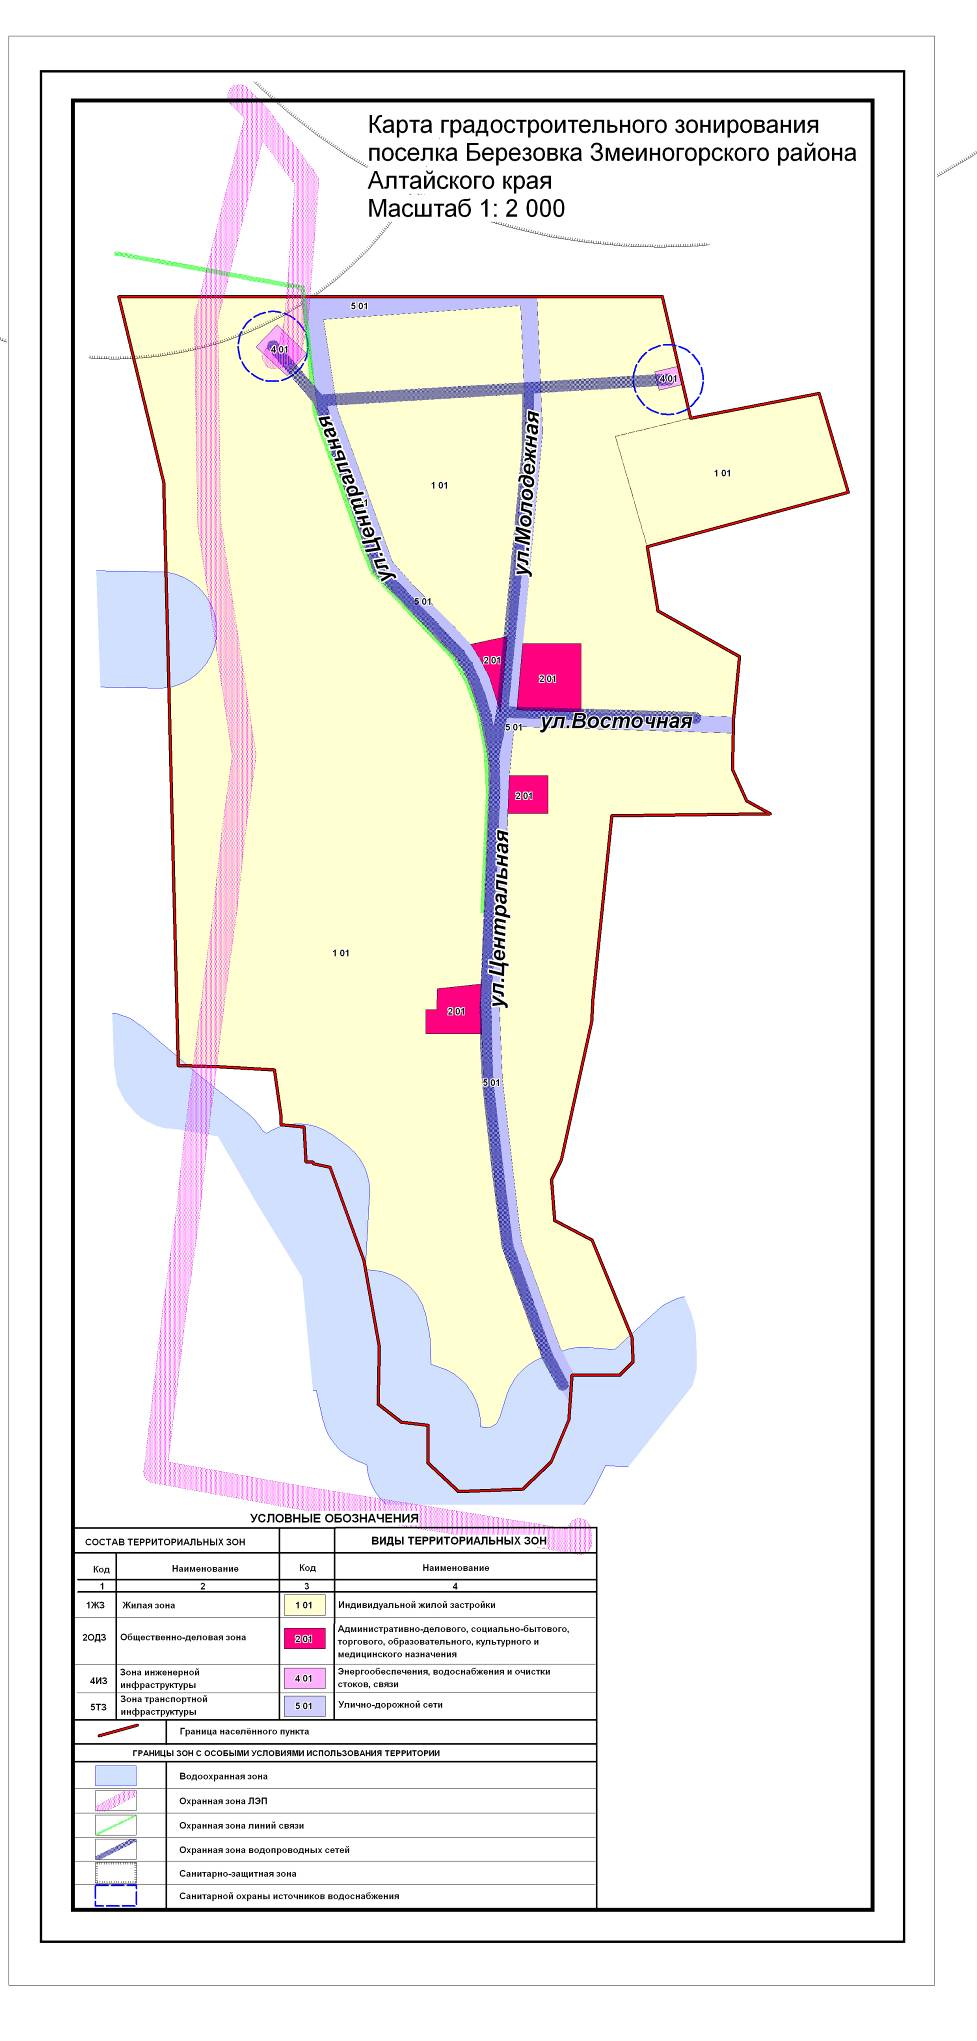 Карта градостроительного зонирования
поселка Березовка Змеиногорского района
Алтайского края
Масштаб 1: 2 000
5 01
4 01
4 01
ул.Центральная
ул.Молодежная
1 01
1 01
5 01
2 01
2 01
5 01
ул.Восточная
2 01
ул.Центральная
1 01
2 01
5 01
УСЛОВНЫЕ ОБОЗНАЧЕНИЯ
СОСТАВ ТЕРРИТОРИАЛЬНЫХ ЗОН
ВИДЫ ТЕРРИТОРИАЛЬНЫХ ЗОН
Код Наименование Код Наименование
1 2 3 4
1ЖЗ Жилая зона 1 01 Индивидуальной жилой застройки
2ОДЗ Общественно-деловая зона 2 01 Административно-делового, социально-бытового,
торгового, образовательного, культурного и
медицинского назначения
4ИЗ Зона инженерной
инфраструктуры
4 01 Энергообеспечения, водоснабжения и очистки
стоков, связи
5ТЗ Зона транспортной
инфраструктуры
5 01 Улично-дорожной сети
Граница населённого пункта
ГРАНИЦЫ ЗОН С ОСОБЫМИ УСЛОВИЯМИ ИСПОЛЬЗОВАНИЯ ТЕРРИТОРИИ
Водоохранная зона
Охранная зона ЛЭП
Охранная зона линий связи
Охранная зона водопроводных сетей
Санитарно-защитная зона
Санитарной охраны источников водоснабжения